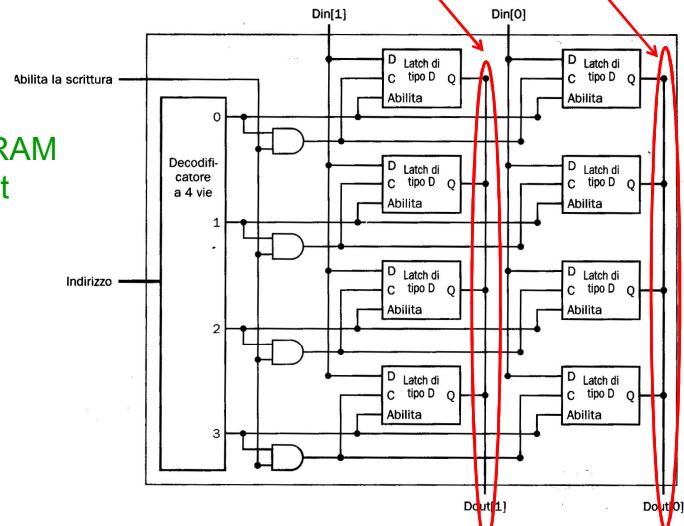 Din[1]
Din[0]
Abilita la scrittura
RAM
t
Decodifi-
catore
a 4 vie
Indirizzo
0
1
2
3
D Latch di
C tipo D Q
Abilita
D Latch di
C tipo D Q
Abilita
D Latch di
C tipo D Q
Abilita
D Latch di
C tipo D Q
Abilita
D Latch di
C tipo D Q
Abilita
D Latch di
C tipo D Q
Abilita
D Latch di
C tipo D Q
Abilita
D Latch di
C tipo D Q
Abilita
Dout[1]
Dout[0]